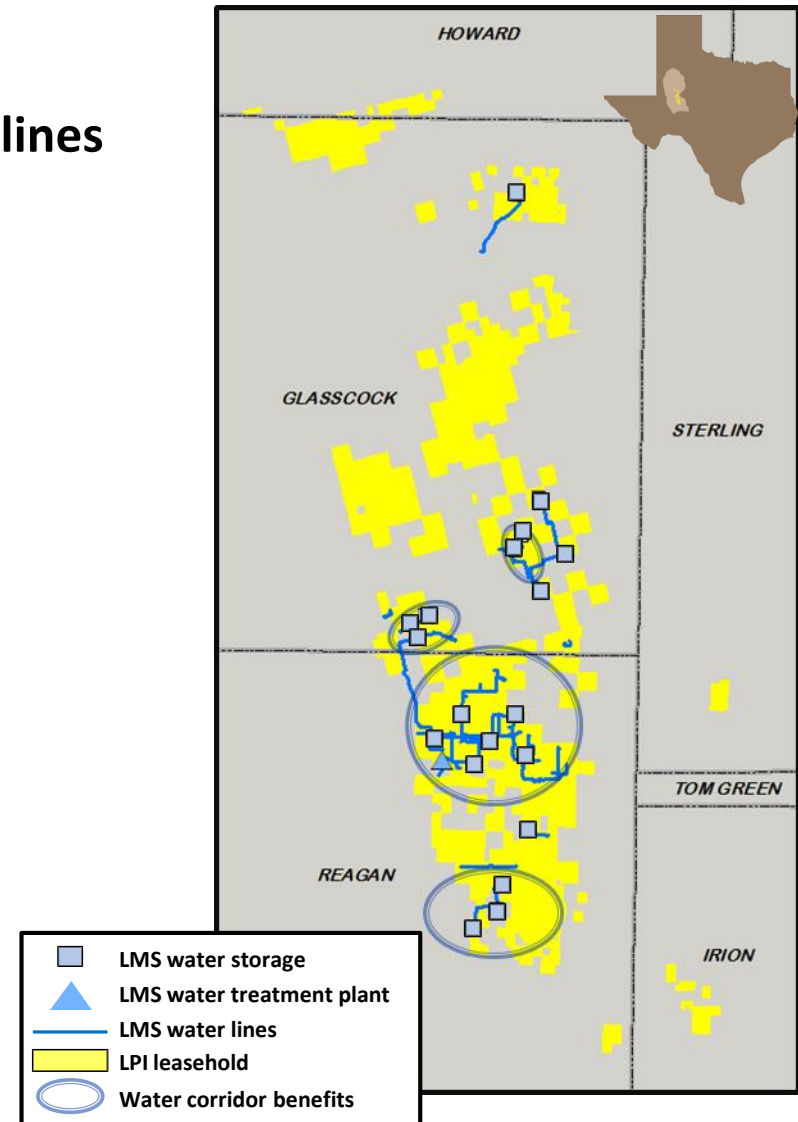 HOWARD
lines
GLASSCOCK
STERLING
TOM GREEN
REAGAN
IRION
LMS water storage
LMS water treatment plant
LMS water lines
LPI leasehold
Water corridor benefits